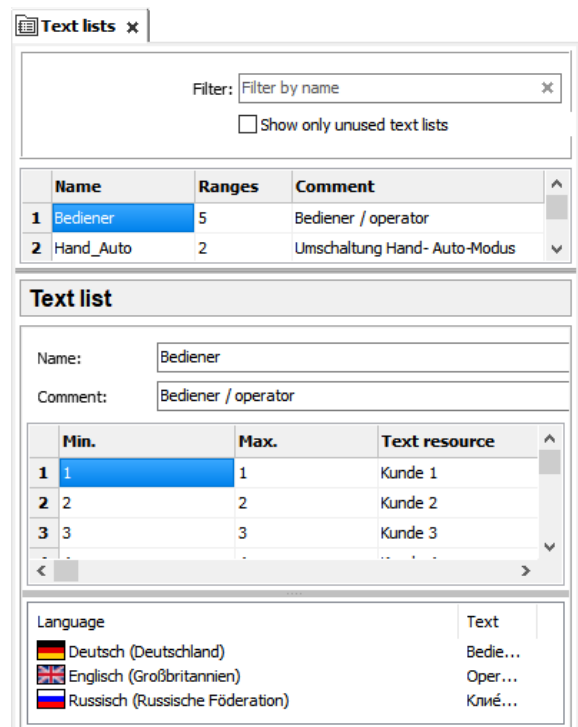 Text lists
Filter: Filter by name
Show only unused text lists
Name Ranges Comment
1 Bediener 5 Bediener / operator
2 Hand_Auto 2 Umschaltung Hand- Auto-Modus
Text list
Name: Bediener
Comment: Bediener / operator
Min. Max. Text resource
1 1 1 Kunde 1
2 2 2 Kunde 2
3 3 3 Kunde 3
Language Text
Deutsch (Deutschland) Bedie...
Englisch (Großbritannien) Oper...
Russisch (Russische Föderation) Клиé...